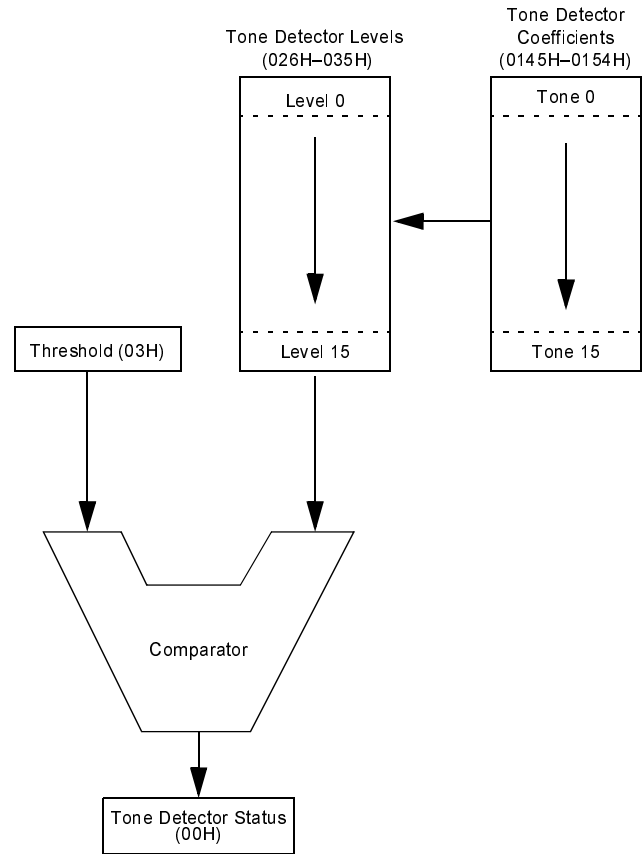 Tone Detector Levels
(026H–035H)
Tone Detector
Coefficients
(0145H–0154H)
Level 0
Tone 0
Level 15
Tone 15
Threshold (03H)
Comparator
Tone Detector Status
(00H)